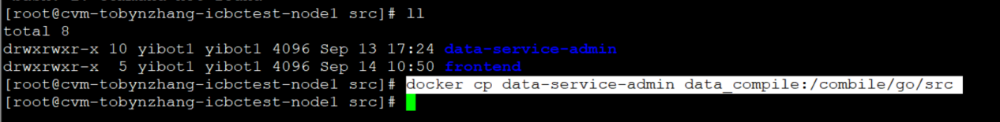 [root@cvm-tobynzhang-icbctest-node1 src]# ll
total 8
drwxrwxr-x 10 yibot1 yibot1 4096 Sep 13 17:24 data-service-admin
drwxrwxr-x  5 yibot1 yibot1 4096 Sep 14 10:50 frontend
[root@cvm-tobynzhang-icbctest-node1 src]# docker cp data-service-admin data_compile:/combile/go/src
[root@cvm-tobynzhang-icbctest-node1 src]#